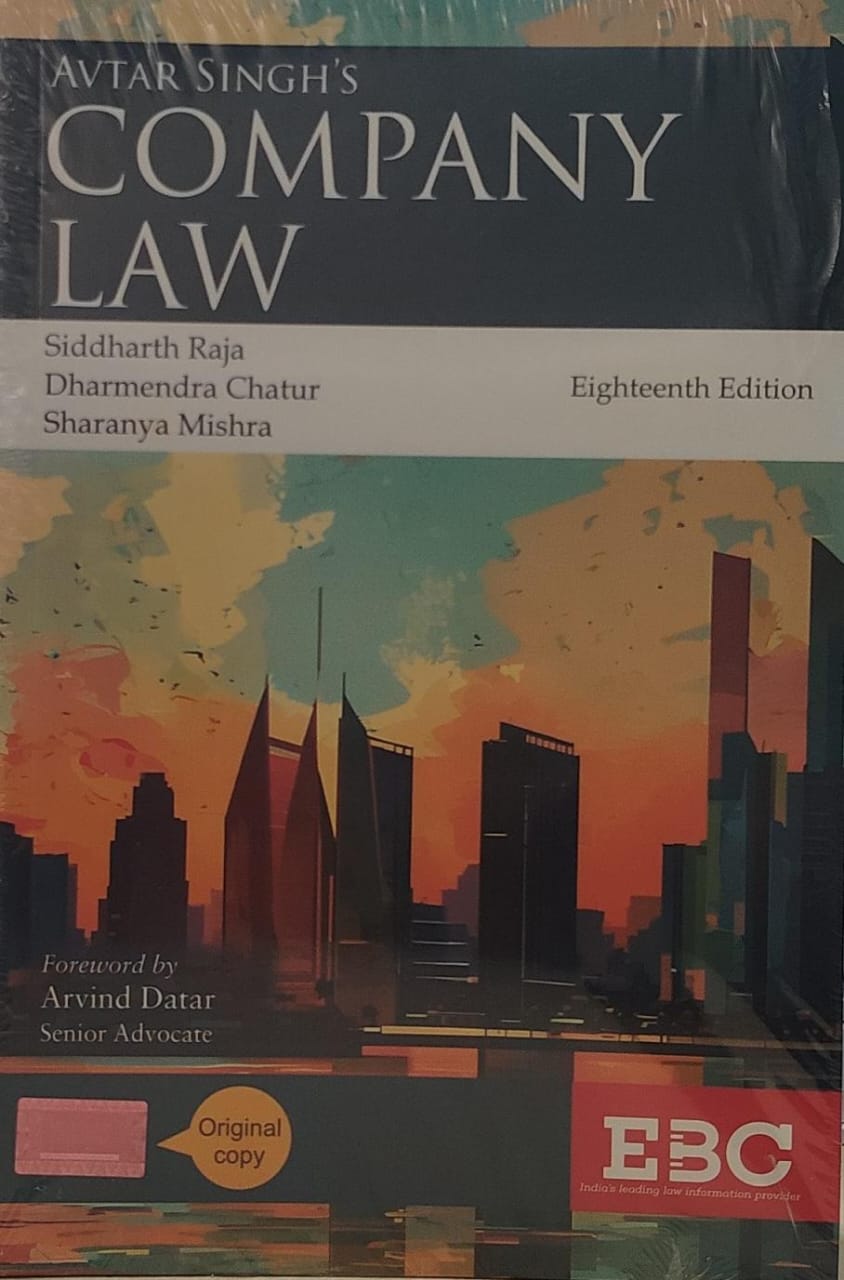 AVTAR SINGH'S
COMPANY
LAW
Siddharth Raja
Dharmendra Chatur
Sharanya Mishra
Eighteenth Edition
Foreword by
Arvind Datar
Senior Advocate
Original
copy
EBC
India's leading law information provider